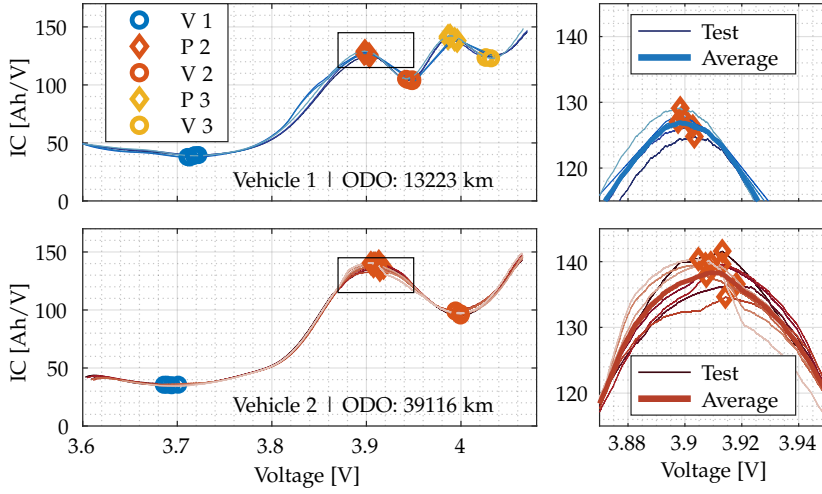 150
100
50
0
IC [Ah/V]
V 1
P 2
V 2
P 3
V 3
Vehicle 1 | ODO: 13223 km
140
130
120
Test
Average
150
100
50
0
IC [Ah/V]
Vehicle 2 | ODO: 39116 km
3.6
3.7
3.8
3.9
4
Voltage [V]
140
130
120
Test
Average
3.88
3.9
3.92
3.94
Voltage [V]